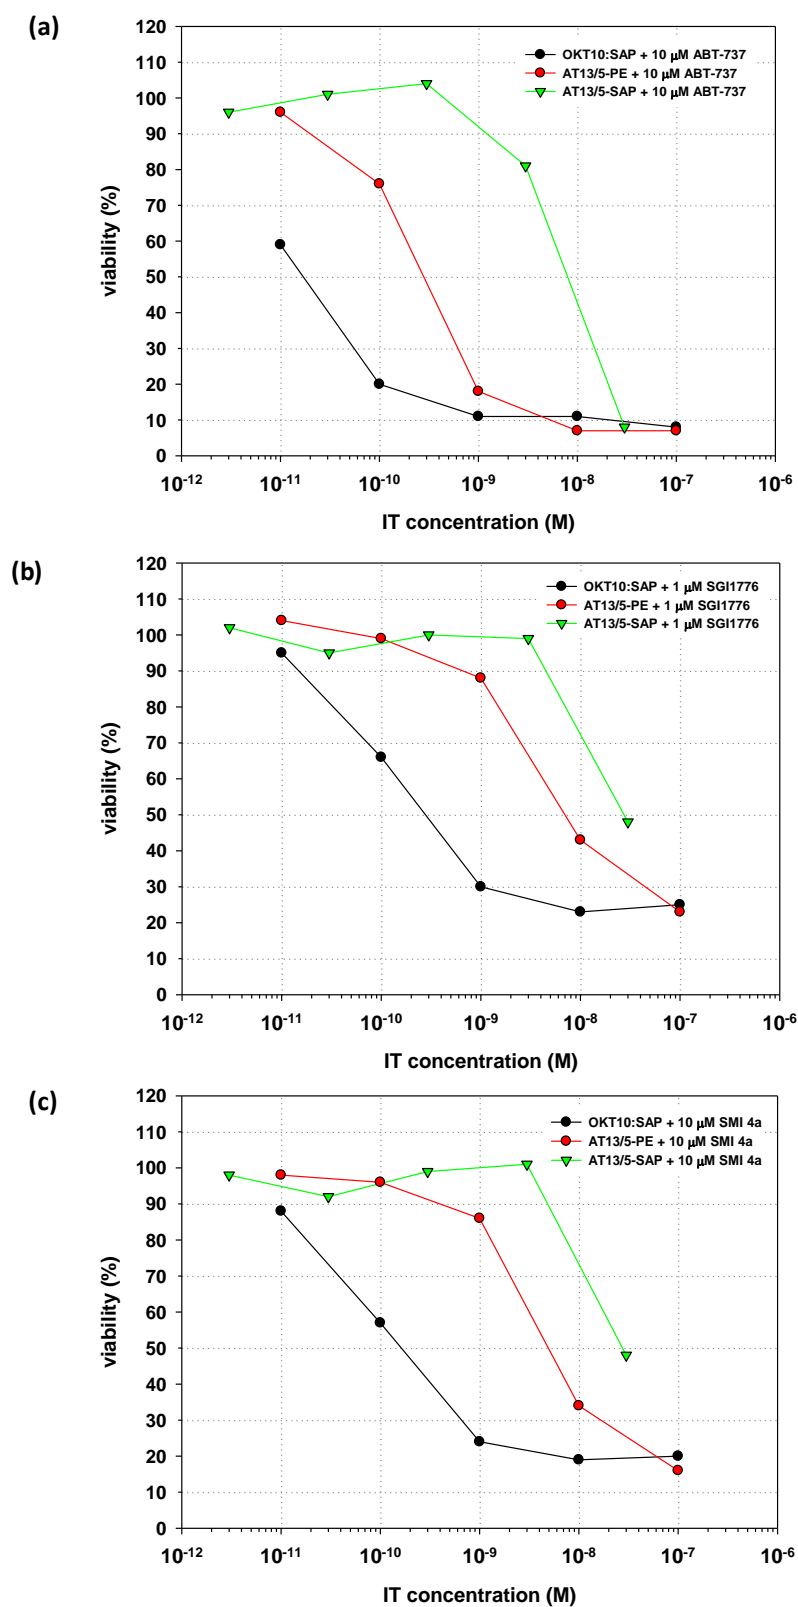 (a)
120
110
100
90
80
70
60
50
40
30
20
10
0
viability (%)
OKT10:SAP + 10 μM ABT-737
AT13/5-PE + 10 μM ABT-737
AT13/5-SAP + 10 μM ABT-737
10-12 10-11 10-10 10-9 10-8 10-7 10-6
IT concentration (M)
(b)
120
110
100
90
80
70
60
50
40
30
20
10
0
viability (%)
OKT10:SAP + 1 μM SGI1776
AT13/5-PE + 1 μM SGI1776
AT13/5-SAP + 1 μM SGI1776
10-12 10-11 10-10 10-9 10-8 10-7 10-6
IT concentration (M)
(c)
120
110
100
90
80
70
60
50
40
30
20
10
0
viability (%)
OKT10:SAP + 10 μM SMI 4a
AT13/5-PE + 10 μM SMI 4a
AT13/5-SAP + 10 μM SMI 4a
10-12 10-11 10-10 10-9 10-8 10-7 10-6
IT concentration (M)